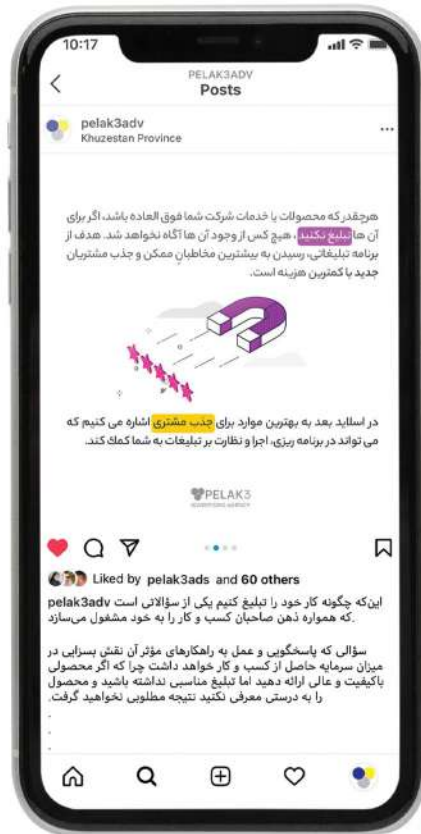 10:17
PELAK3ADV
Posts
pelak3adv
Khuzestan Province
هرچقدر که محصولات یا خدمات شرکت شما فوق العاده باشد، اگر برای
آن ها تبلیغ نکنید، هیچ کس از وجود آن ها آگاه نخواهد شد. هدف از
برنامه تبلیغاتی، رسیدن به بیشترین مخاطبانِ ممکن و جذب مشتریان
جدید با کمترین هزینه است.
در اسلاید بعد به بهترین موارد برای جذب مشتری اشاره می کنیم که
می تواند در برنامه ریزی، اجرا و نظارت بر تبلیغات به شما کمک کند.
PELAK3
ADVERTISING AGENCY
Liked by pelak3ads and 60 others
pelak3adv این‌که چگونه کار خود را تبلیغ کنیم یکی از سؤالاتی است
که همواره ذهن صاحبان کسب و کار را به خود مشغول می‌سازد.
سؤالی که پاسخگویی و عمل به راهکارهای مؤثر آن نقش بسزایی در
میزان سرمایه حاصل از کسب و کار خواهد داشت چرا که اگر محصولی
باکیفیت و عالی ارائه دهید اما تبلیغ مناسبی نداشته باشید و محصول
را به درستی معرفی نکنید نتیجه مطلوبی نخواهید گرفت.
.
.
.